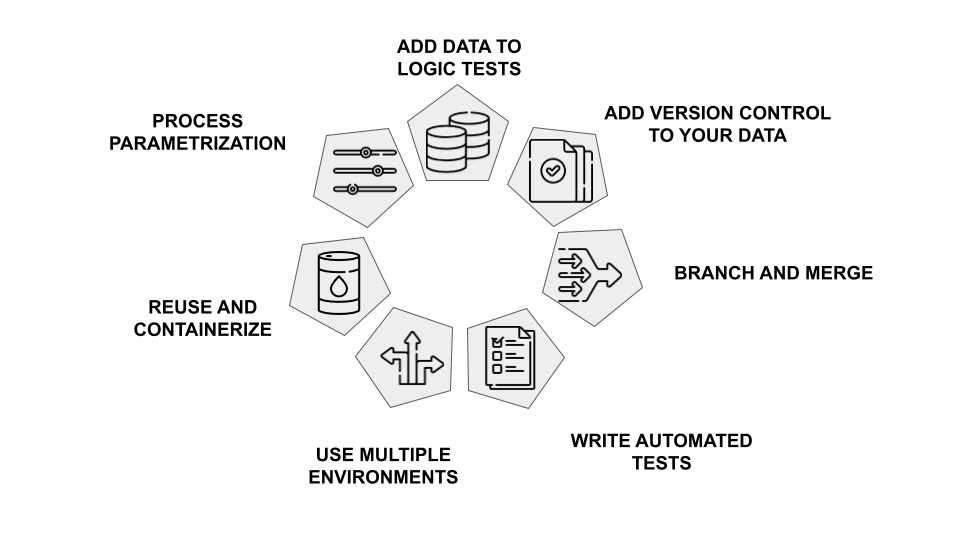 ADD DATA TO
LOGIC TESTS
ADD VERSION CONTROL
TO YOUR DATA
BRANCH AND MERGE
WRITE AUTOMATED
TESTS
USE MULTIPLE
ENVIRONMENTS
REUSE AND
CONTAINERIZE
PROCESS
PARAMETRIZATION